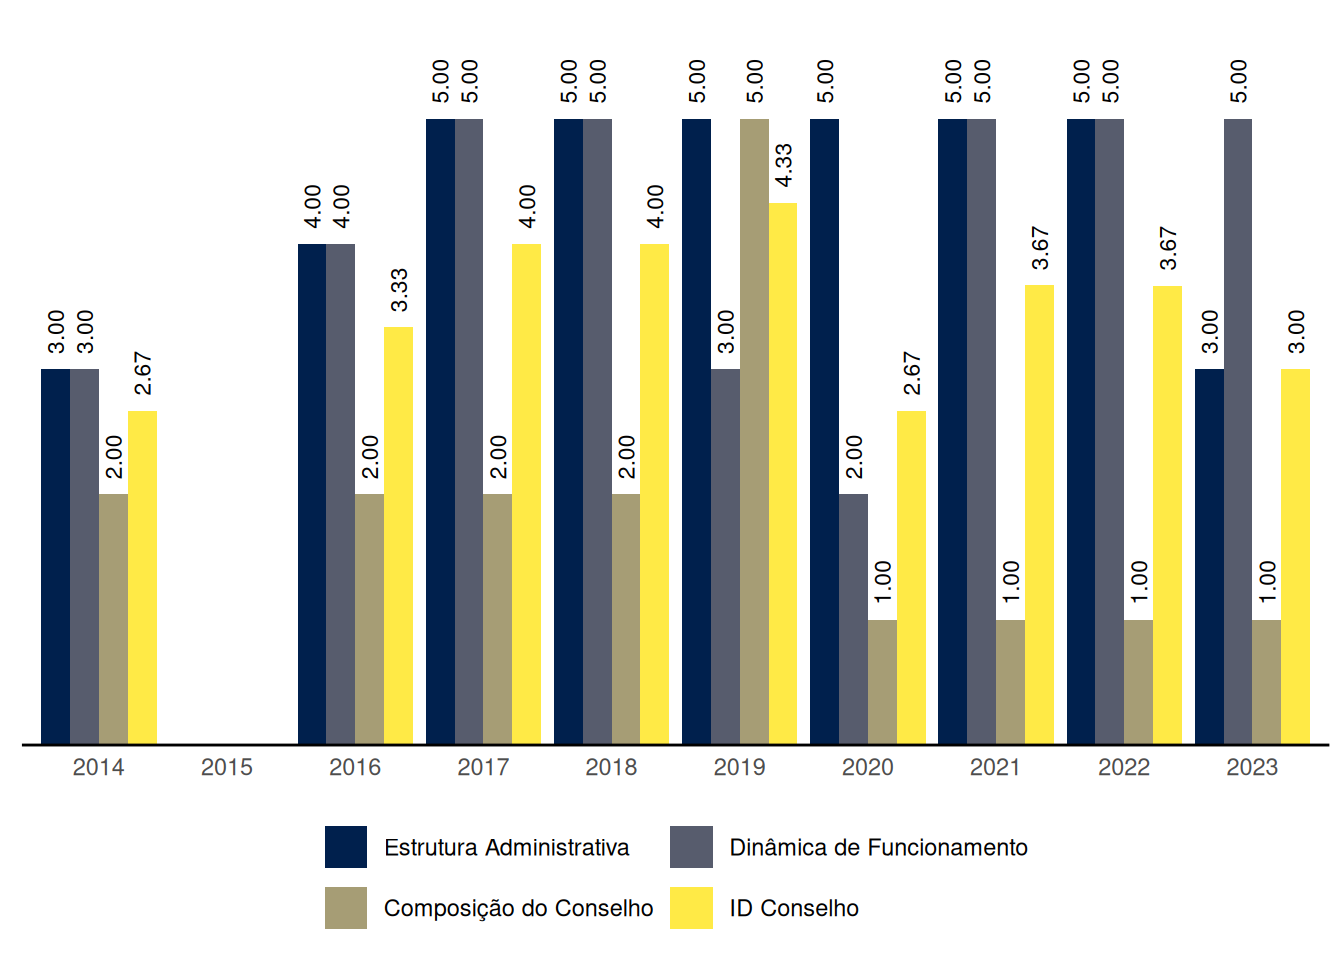 3.00 3.00 2.00 2.67
4.00 4.00 2.00 3.33
5.00 5.00 2.00 4.00
5.00 5.00 2.00 4.00
5.00 3.00 5.00 4.33
5.00 2.00 1.00 2.67
5.00 5.00 1.00 3.67
5.00 5.00 1.00 3.67
3.00 5.00 1.00 3.00
2014 2015 2016 2017 2018 2019 2020 2021 2022 2023
Estrutura Administrativa Dinâmica de Funcionamento
Composição do Conselho ID Conselho